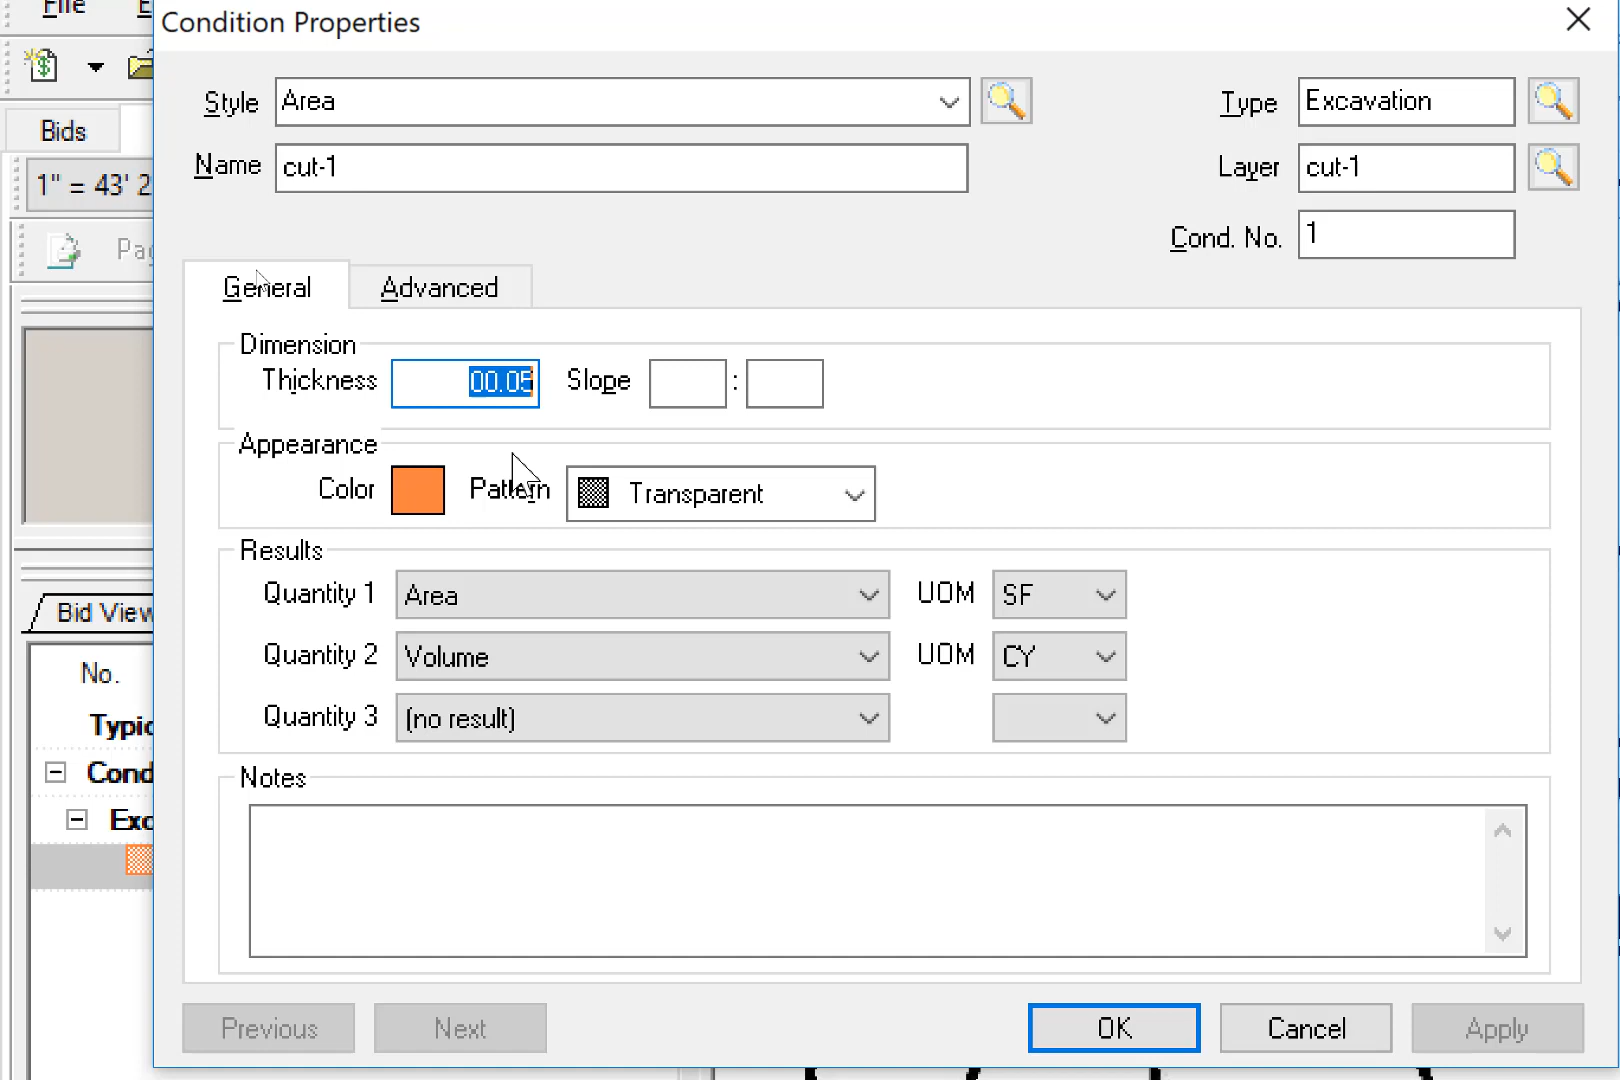 File
Condition Properties
Style Area Type Excavation
Bids
Name cut-1 Layer cut-1
1" = 43' 2
Cond. No. 1
General Advanced
Dimension
Thickness 00.05 Slope :
Appearance
Color Pattern Transparent
Results
Quantity 1 Area UOM SF
Bid View
Quantity 2 Volume UOM CY
No.
Quantity 3 (no result)
Notes
OK Cancel Apply
Previous Next